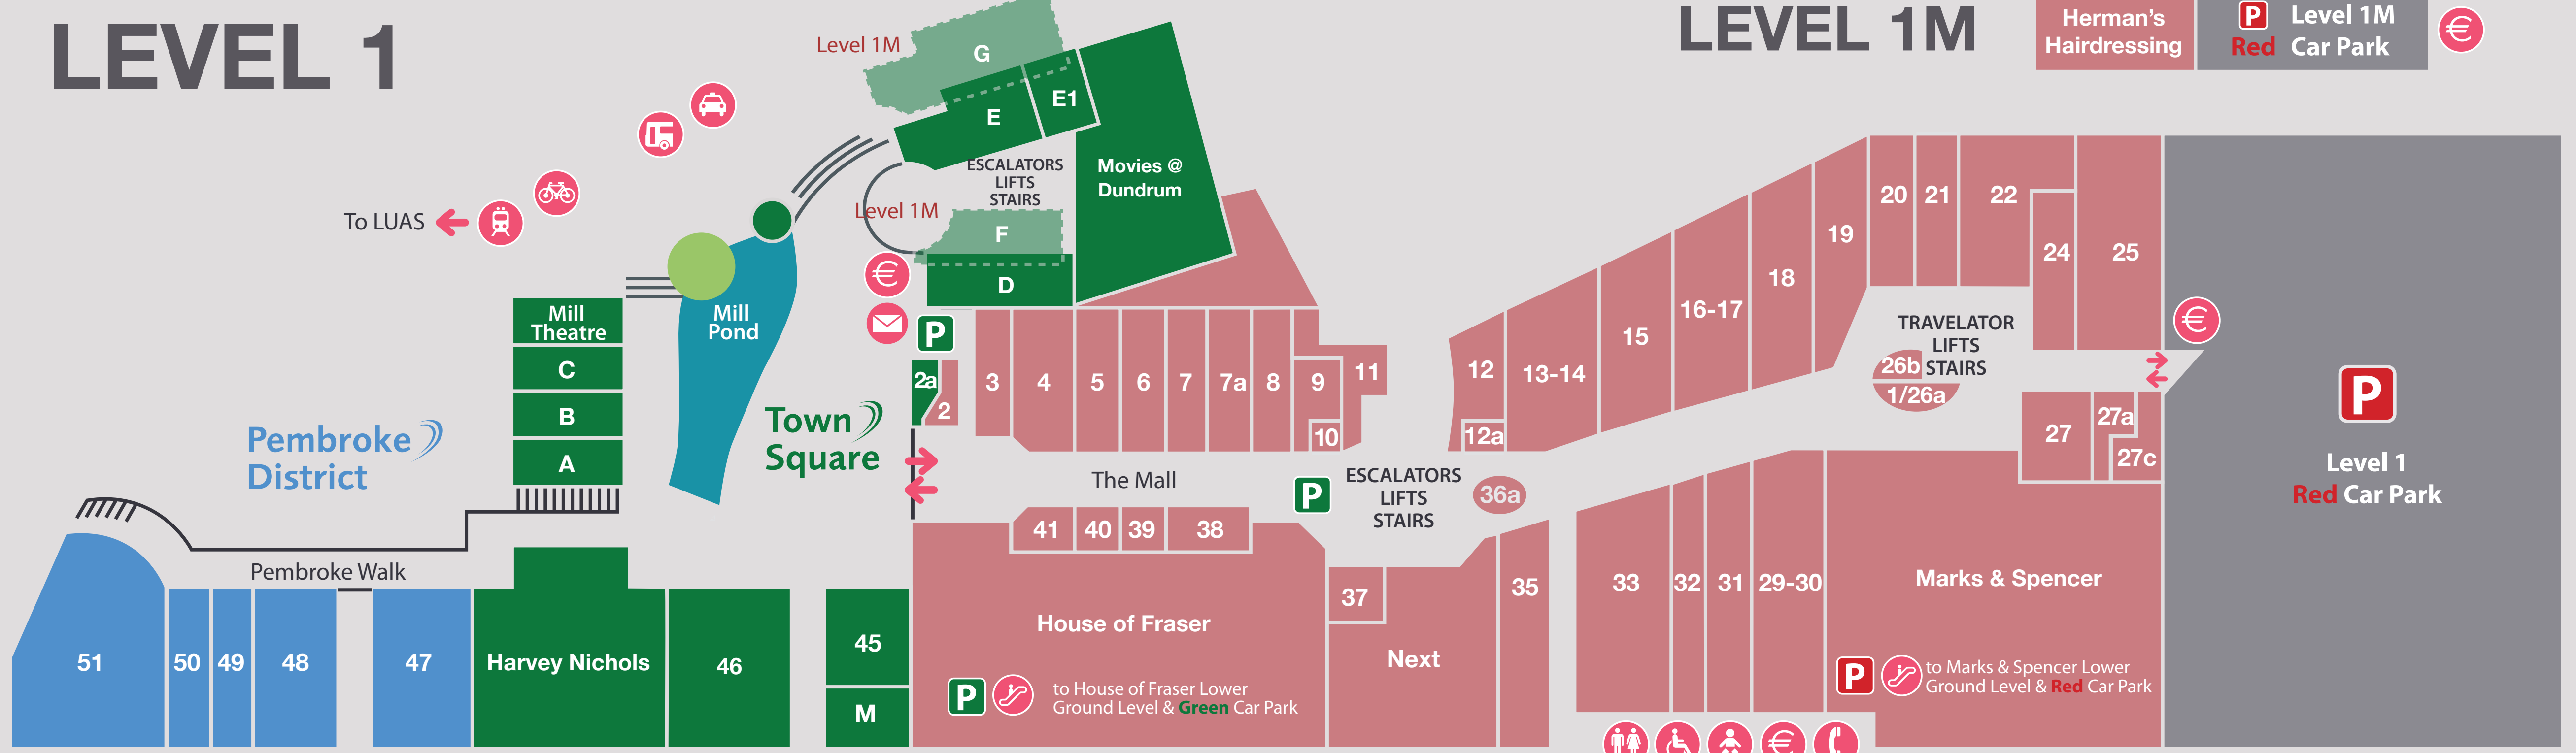 LEVEL 1
LEVEL 1M
Herman's
Hairdressing
P Level 1M
Red Car Park
€
Level 1M
G
E
E1
ESCALATORS
LIFTS
STAIRS
Movies @
Dundrum
Level 1M
F
D
€
P
To LUAS
Mill
Theatre
C
B
A
Mill
Pond
Pembroke
District
Town
Square
2a
2
3
4
5
6
7
7a
8
9
10
11
12
12a
13-14
15
16-17
18
19
20
21
22
24
25
TRAVELATOR
LIFTS
STAIRS
26b
1/26a
€
27
27a
27c
P
Level 1
Red Car Park
The Mall
P
ESCALATORS
LIFTS
STAIRS
36a
41
40
39
38
Pembroke Walk
51
50
49
48
47
Harvey Nichols
46
45
M
House of Fraser
P
to House of Fraser Lower
Ground Level & Green Car Park
37
Next
35
33
32
31
29-30
Marks & Spencer
P
to Marks & Spencer Lower
Ground Level & Red Car Park
€